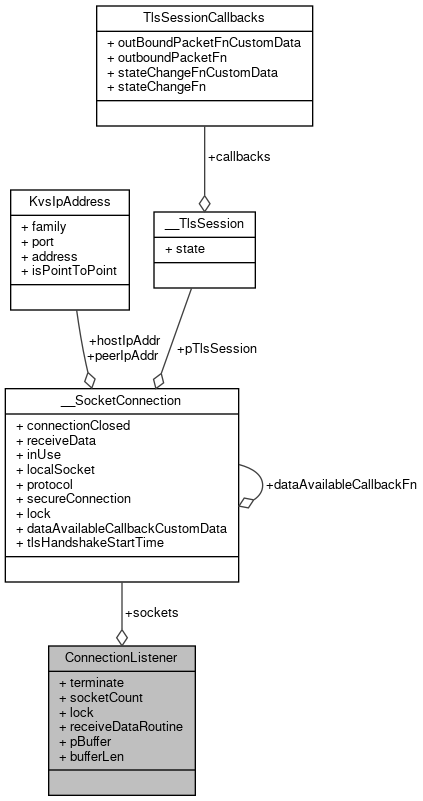 TlsSessionCallbacks
+ outBoundPacketFnCustomData
+ outboundPacketFn
+ stateChangeFnCustomData
+ stateChangeFn
+callbacks
KvsIpAddress
+ family
+ port
+ address
+ isPointToPoint
__TlsSession
+ state
+hostIpAddr
+peerIpAddr
+pTlsSession
__SocketConnection
+ connectionClosed
+ receiveData
+ inUse
+ localSocket
+ protocol
+ secureConnection
+ lock
+ dataAvailableCallbackCustomData
+ tlsHandshakeStartTime
+dataAvailableCallbackFn
+sockets
ConnectionListener
+ terminate
+ socketCount
+ lock
+ receiveDataRoutine
+ pBuffer
+ bufferLen